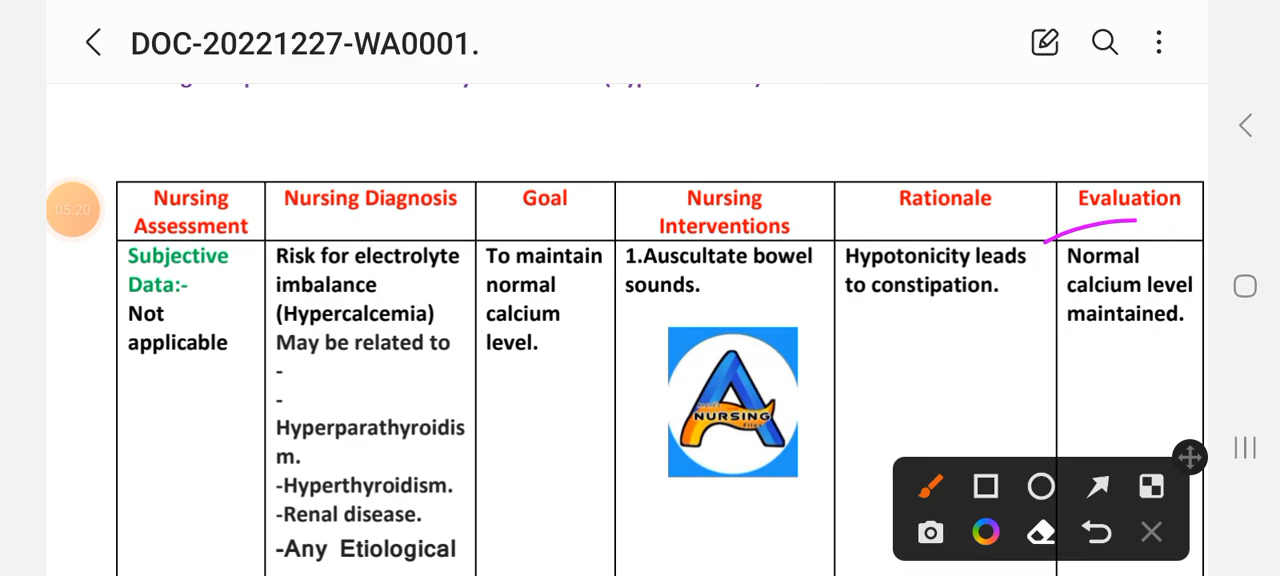 DOC-20221227-WA0001.
05:20
Nursing Assessment
Nursing Diagnosis
Goal
Nursing Interventions
Rationale
Evaluation
Subjective
Data:-
Not
applicable
Risk for electrolyte
imbalance
(Hypercalcemia)
May be related to
-
-
Hyperparathyroidis
m.
-Hyperthyroidism.
-Renal disease.
-Any Etiological
To maintain
normal
calcium
level.
1.Auscultate bowel
sounds.
NURSING
Files
Hypotonicity leads
to constipation.
Normal
calcium level
maintained.